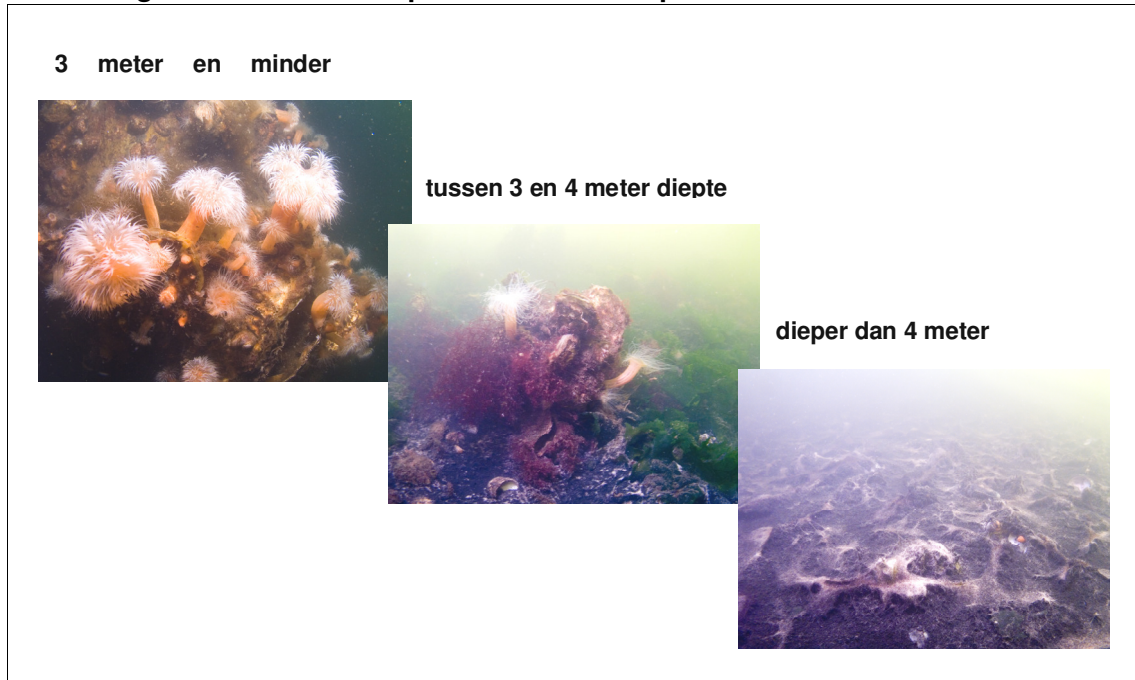 3 meter en minder
tussen 3 en 4 meter diepte
dieper dan 4 meter